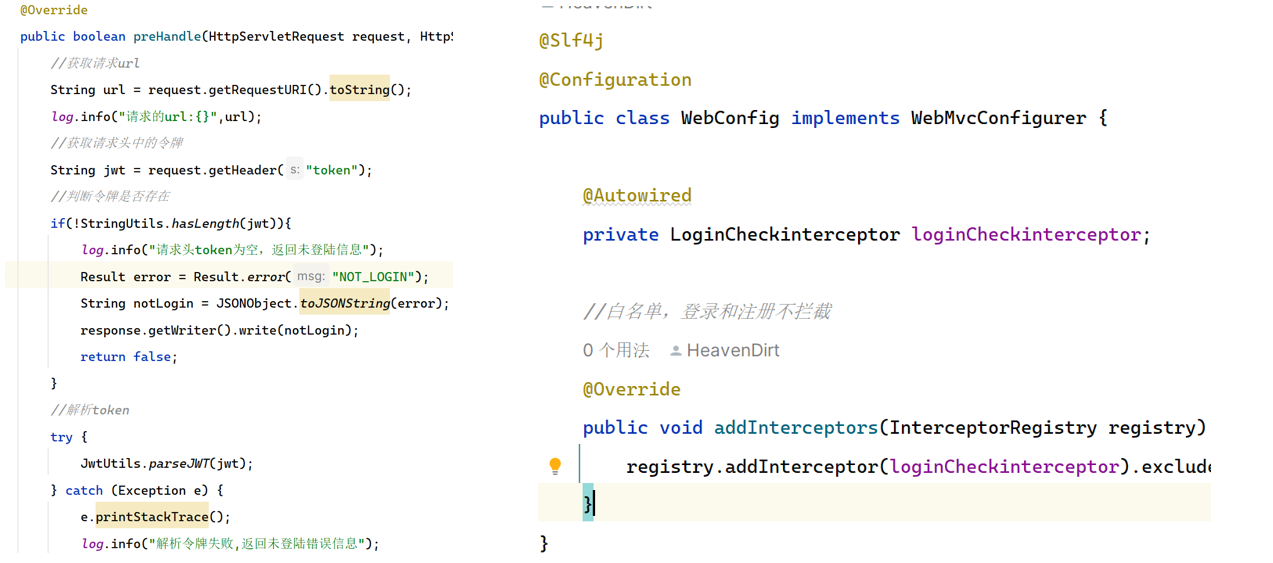 @Override
public boolean preHandle(HttpServletRequest request, HttpS
//获取请求url
String url = request.getRequestURI().toString();
log.info("请求的url:{}",url);
//获取请求头中的令牌
String jwt = request.getHeader( s: "token");
//判断令牌是否存在
if(!StringUtils.hasLength(jwt)){
log.info("请求头token为空，返回未登陆信息");
Result error = Result.error( msg: "NOT_LOGIN");
String notLogin = JSONObject.toJSONString(error);
response.getWriter().write(notLogin);
return false;
}
//解析token
try {
JwtUtils.parseJWT(jwt);
} catch (Exception e) {
e.printStackTrace();
log.info("解析令牌失败,返回未登陆错误信息");
HeavenDirt
@Slf4j
@Configuration
public class WebConfig implements WebMvcConfigurer {
@Autowired
private LoginCheckinterceptor loginCheckinterceptor;
//白名单，登录和注册不拦截
0 个用法 HeavenDirt
@Override
public void addInterceptors(InterceptorRegistry registry)
registry.addInterceptor(loginCheckinterceptor).exclude
}
}